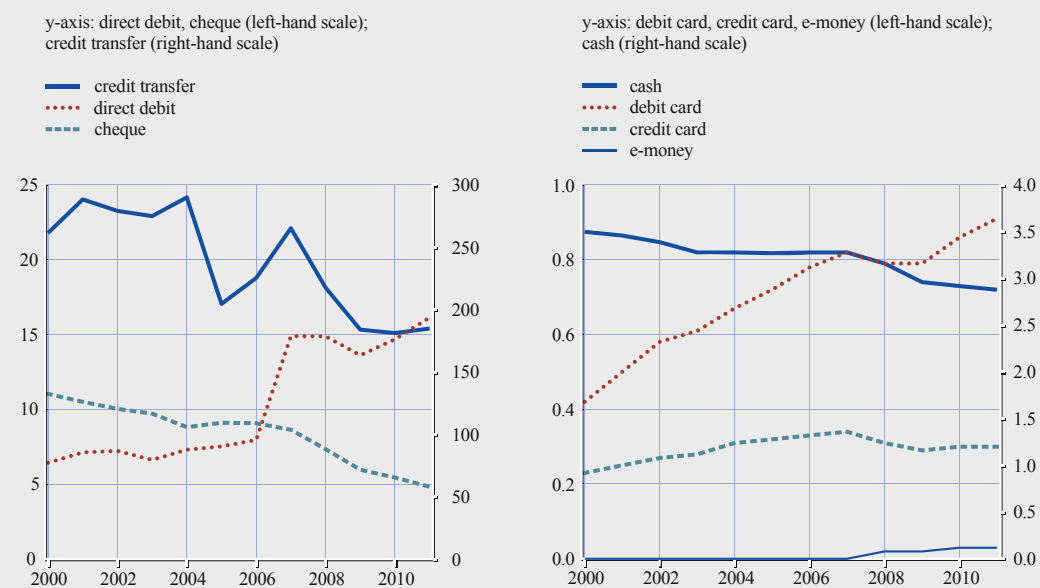 y-axis: direct debit, cheque (left-hand scale);
credit transfer (right-hand scale)
credit transfer
direct debit
cheque
25
20
15
10
5
0
300
250
200
150
100
50
0
2000 2002 2004 2006 2008 2010
y-axis: debit card, credit card, e-money (left-hand scale);
cash (right-hand scale)
cash
debit card
credit card
e-money
1.0
0.8
0.6
0.4
0.2
0.0
4.0
3.5
3.0
2.5
2.0
1.5
1.0
0.5
0.0
2000 2002 2004 2006 2008 2010